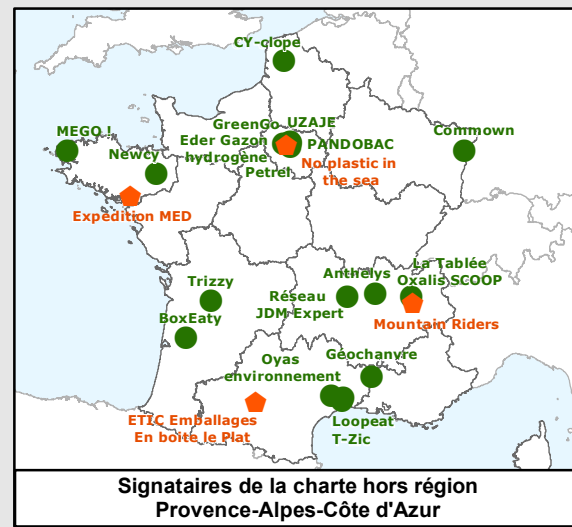 CY-clope
GreenGo UZAJE
MEGO !
Eder Gazon
PANDOBAC
Commown
Newcy
hydrogène
No plastic in
Petrel
the sea
Expédition MED
La Tablée
Trizzy
Anthélys
Oxalis SCOOP
Réseau
JDM Expert
BoxEaty
Mountain Riders
Oyas
Géochanvre
environnement
ETIC Emballages
En boîte le Plat
Loopeat
T-Zic
Signataires de la charte hors région
Provence-Alpes-Côte d'Azur